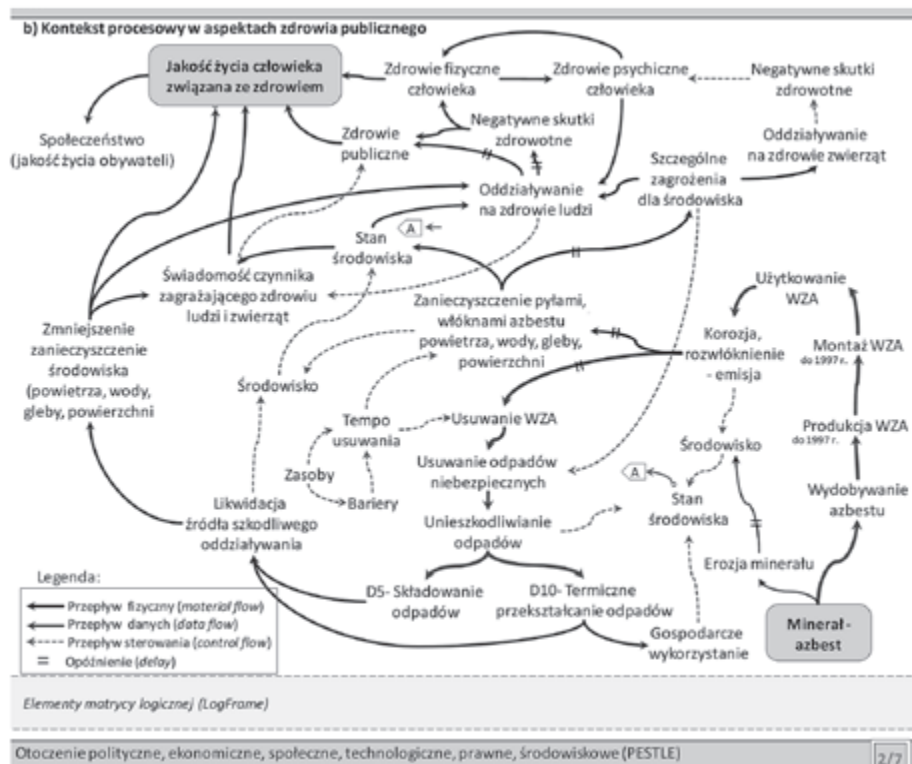 b) Kontekst procesowy w aspektach zdrowia publicznego
Jakość życia człowieka
związana ze zdrowiem
Zdrowie fizyczne
człowieka
Zdrowie psychiczne
człowieka
Negatywne skutki
zdrowotne
Społeczeństwo
(jakość życia obywateli)
Zdrowie
publiczne
Negatywne skutki
zdrowotne
Oddziaływanie
na zdrowie zwierząt
Szczególne
zagrożenia
dla środowiska
Oddziaływanie
na zdrowie ludzi
A
Stan
środowiska
Świadomość czynnika
zagrażającego zdrowiu
ludzi i zwierząt
Zanieczyszczenie pyłami,
włóknami azbestu
powietrza, wody, gleby,
powierzchni
Użytkowanie
WZA
Zmniejszenie
zanieczyszczenie
środowiska
(powietrza, wody,
gleby, powierzchni
Korozja,
rozwłóknienie
- emisja
Montaż WZA
do 1997 r.
Środowisko
Tempo
usuwania
Usuwanie WZA
Produkcja WZA
do 1997 r.
Środowisko
Zasoby
Bariery
Usuwanie odpadów
niebezpiecznych
A
Stan
środowiska
Wydobywanie
azbestu
Likwidacja
źródła szkodliwego
oddziaływania
Unieszkodliwianie
odpadów
Erozja minerału
D5- Składowanie
odpadów
D10- Termiczne
przekształcanie odpadów
Gospodarcze
wykorzystanie
Minerał -
azbest
Legenda:
Przepływ fizyczny (material flow)
Przepływ danych (data flow)
Przepływ sterowania (control flow)
= Opóźnienie (delay)
Elementy matrycy logicznej (LogFrame)
Otoczenie polityczne, ekonomiczne, społeczne, technologiczne, prawne, środowiskowe (PESTLE)
2/7